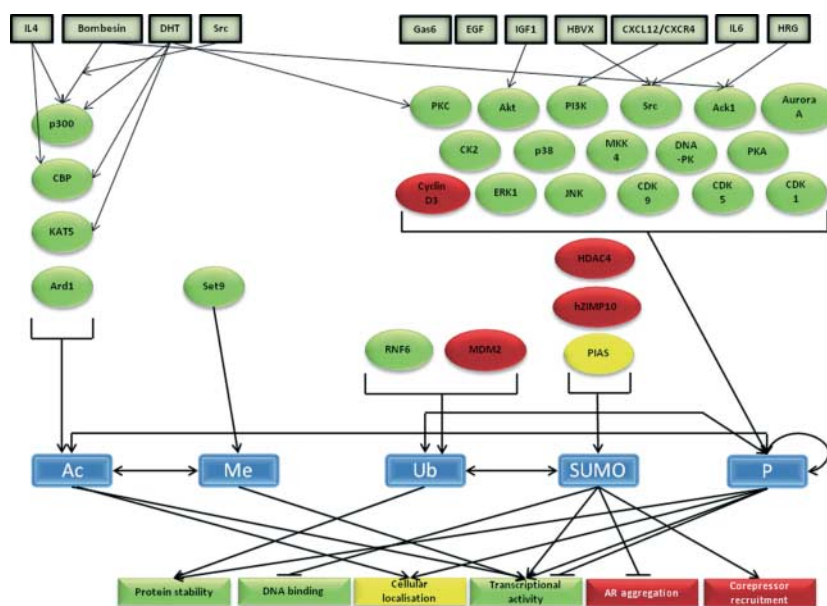 IL4 Bombesin DHT Src Gas6 EGF IGF1 HBVX CXCL12/CXCR4 IL6 HRG
p300 PKC Akt PI3K Src Ack1 Aurora
A
CBP CK2 p38 MKK
4 DNA
-PK PKA
KAT5 Cyclin
D3 ERK1 JNK CDK
9 CDK
5 CDK
1
Ard1 Set9 HDAC4
hZIMP10
RNF6 MDM2 PIAS
Ac Me Ub SUMO P
Protein stability DNA binding Cellular
localisation Transcriptional
activity AR aggregation Corepressor
recruitment